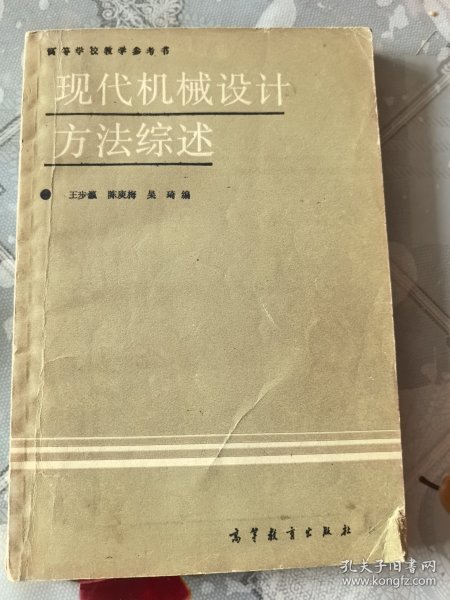 高等学校教学参考书
现代机械设计
方法综述
王步瀛 陈庚梅 吴 琦 编
高等教育出版社
孔夫子旧书网
www.kongfz.com